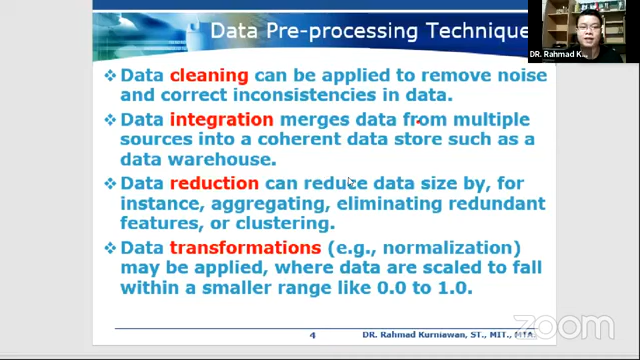 Data Pre-processing Technique
DR. Rahmad K
❖ Data cleaning can be applied to remove noise
and correct inconsistencies in data.
❖ Data integration merges data from multiple
sources into a coherent data store such as a
data warehouse.
❖ Data reduction can reduce data size by, for
instance, aggregating, eliminating redundant
features, or clustering.
❖ Data transformations (e.g., normalization)
may be applied, where data are scaled to fall
within a smaller range like 0.0 to 1.0.
4 DR. Rahmad Kurniawan, ST., MIT., MTA.
zoom